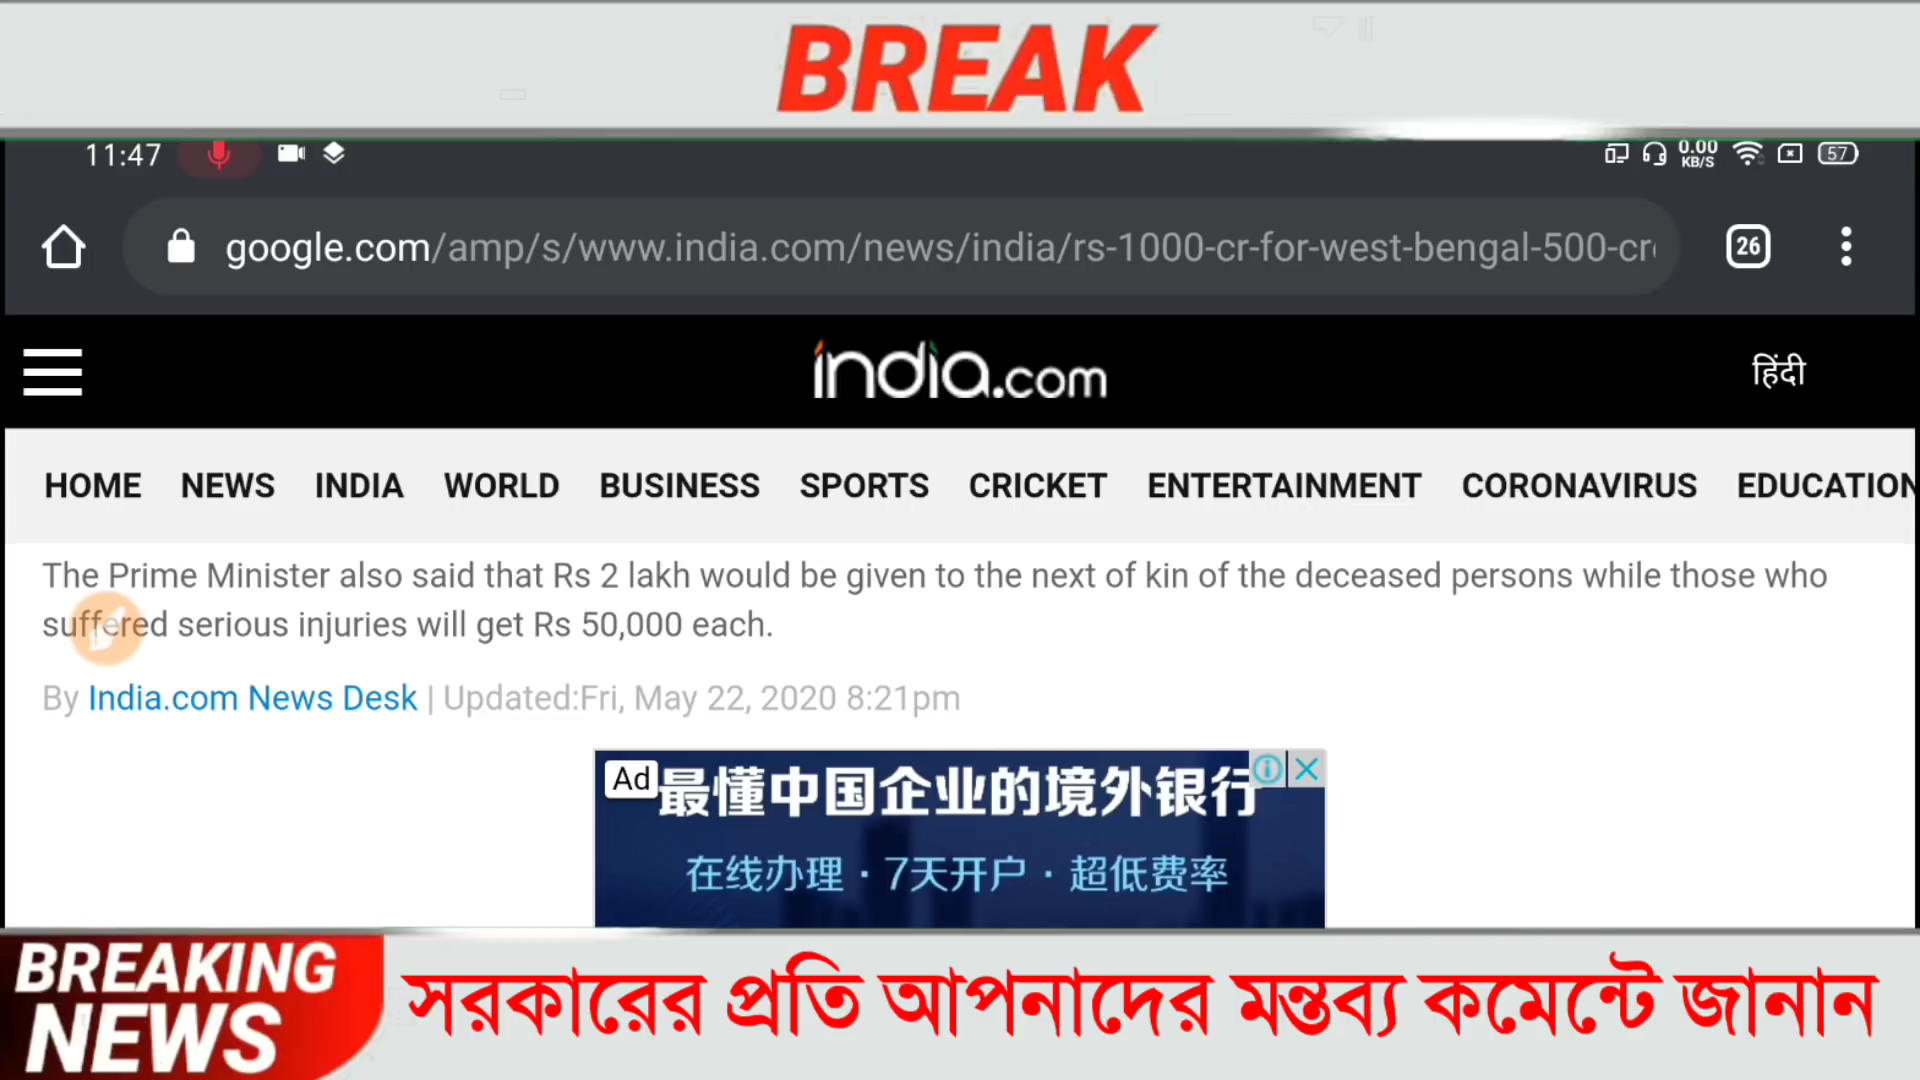 BREAK
11:47
0.00
KB/S
57
google.com/amp/s/www.india.com/news/india/rs-1000-cr-for-west-bengal-500-cr
26
india.com
हिंदी
HOME NEWS INDIA WORLD BUSINESS SPORTS CRICKET ENTERTAINMENT CORONAVIRUS EDUCATION
The Prime Minister also said that Rs 2 lakh would be given to the next of kin of the deceased persons while those who
suffered serious injuries will get Rs 50,000 each.
By India.com News Desk | Updated:Fri, May 22, 2020 8:21pm
Ad
最懂中国企业的境外银行
在线办理·7天开户·超低费率
BREAKING
NEWS
সরকারের প্রতি আপনাদের মন্তব্য কমেন্টে জানান